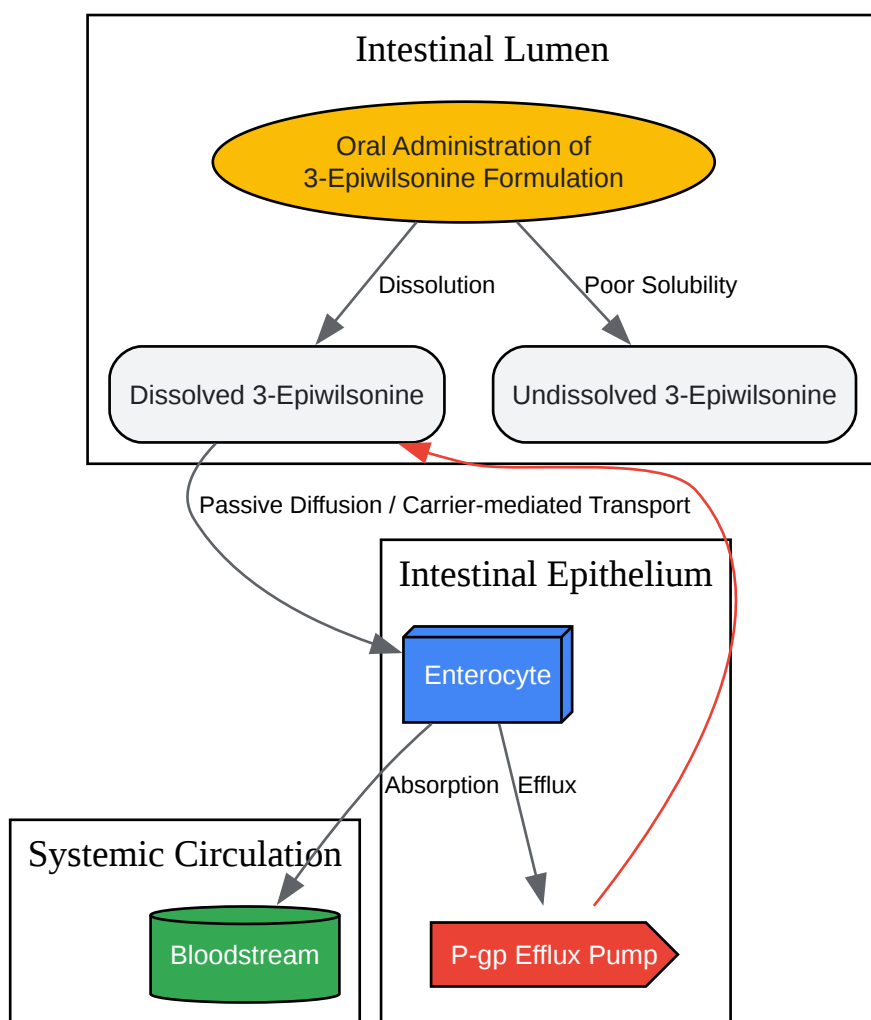 Intestinal Lumen
Oral Administration of
3-Epiwilsonine Formulation
Dissolution
Poor Solubility
Dissolved 3-Epiwilsonine
Undissolved 3-Epiwilsonine
Passive Diffusion / Carrier-mediated Transport
Intestinal Epithelium
Enterocyte
Absorption
Efflux
Systemic Circulation
Bloodstream
P-gp Efflux Pump